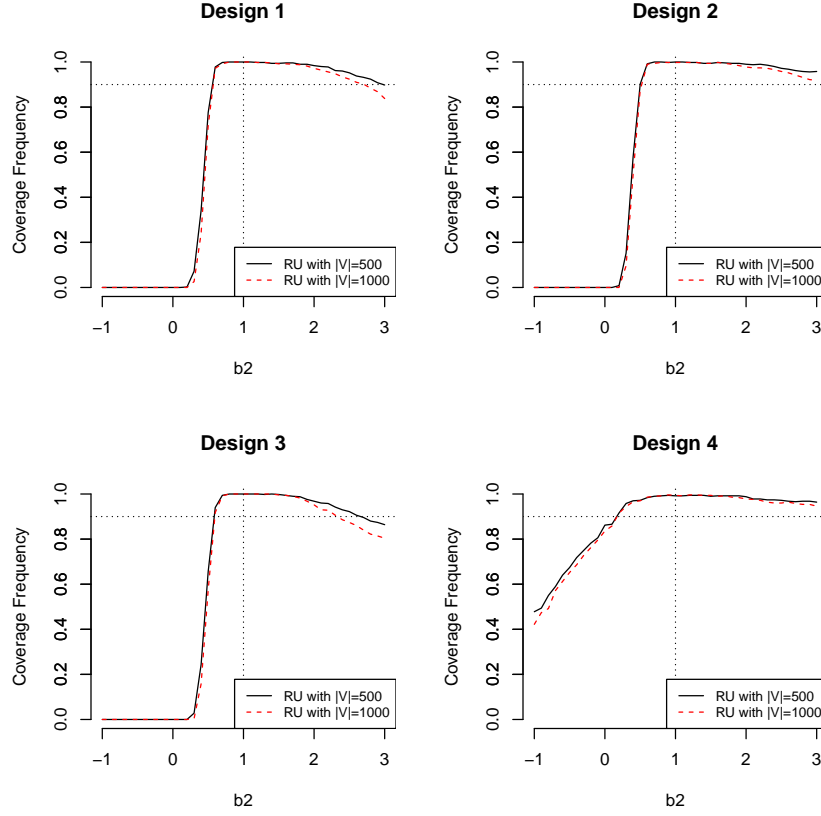 Design 1
Coverage Frequency
0.0 0.2 0.4 0.6 0.8 1.0
RU with |V|=500
RU with |V|=1000
−1 0 1 2 3
b2
Design 2
Coverage Frequency
0.0 0.2 0.4 0.6 0.8 1.0
RU with |V|=500
RU with |V|=1000
−1 0 1 2 3
b2
Design 3
Coverage Frequency
0.0 0.2 0.4 0.6 0.8 1.0
RU with |V|=500
RU with |V|=1000
−1 0 1 2 3
b2
Design 4
Coverage Frequency
0.0 0.2 0.4 0.6 0.8 1.0
RU with |V|=500
RU with |V|=1000
−1 0 1 2 3
b2